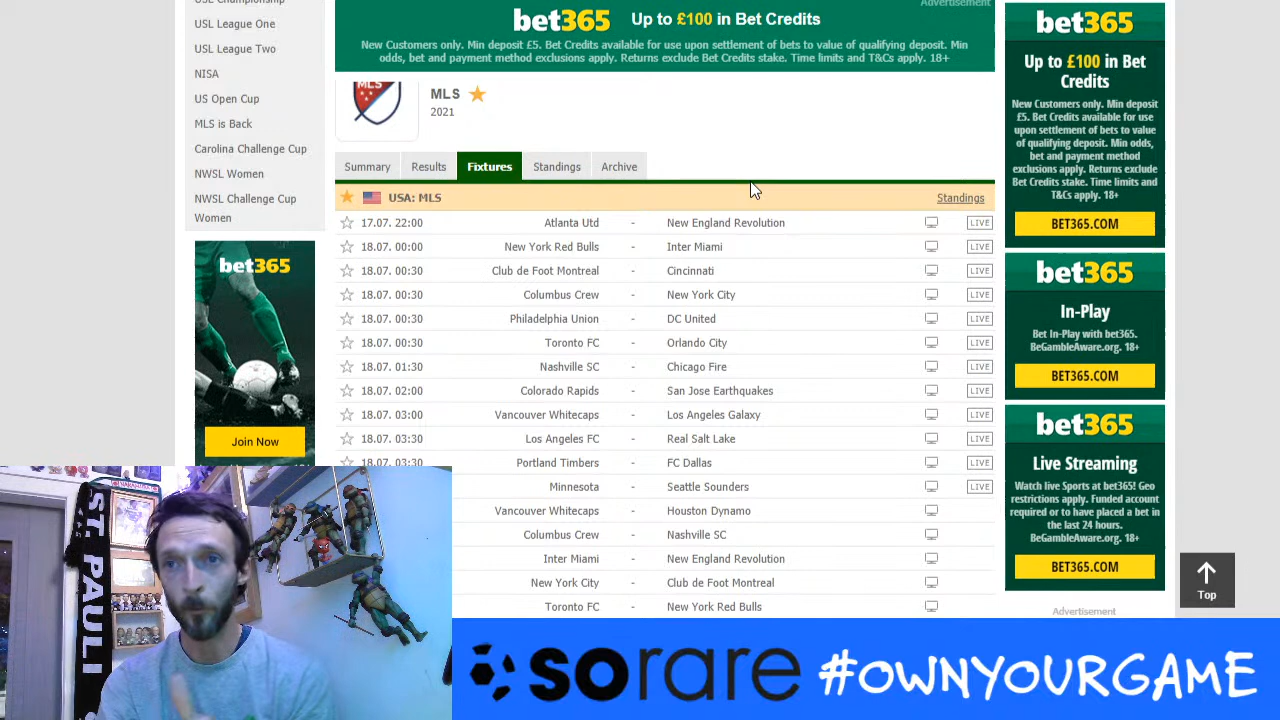 USL Championship
USL League One
USL League Two
NISA
US Open Cup
MLS is Back
Carolina Challenge Cup
NWSL Women
NWSL Challenge Cup
Women
bet365
Join Now
Advertisement
bet365 Up to £100 in Bet Credits
New Customers only. Min deposit £5. Bet Credits available for use upon settlement of bets to value of qualifying deposit. Min
odds, bet and payment method exclusions apply. Returns exclude Bet Credits stake. Time limits and T&Cs apply. 18+
MLS
MLS
2021
Summary Results Fixtures Standings Archive
USA: MLS Standings
17.07. 22:00 Atlanta Utd - New England Revolution LIVE
18.07. 00:00 New York Red Bulls - Inter Miami LIVE
18.07. 00:30 Club de Foot Montreal - Cincinnati LIVE
18.07. 00:30 Columbus Crew - New York City LIVE
18.07. 00:30 Philadelphia Union - DC United LIVE
18.07. 00:30 Toronto FC - Orlando City LIVE
18.07. 01:30 Nashville SC - Chicago Fire LIVE
18.07. 02:00 Colorado Rapids - San Jose Earthquakes LIVE
18.07. 03:00 Vancouver Whitecaps - Los Angeles Galaxy LIVE
18.07. 03:30 Los Angeles FC - Real Salt Lake LIVE
18.07. 03:30 Portland Timbers - FC Dallas LIVE
Minnesota - Seattle Sounders LIVE
Vancouver Whitecaps - Houston Dynamo
Columbus Crew - Nashville SC
Inter Miami - New England Revolution
New York City - Club de Foot Montreal
Toronto FC - New York Red Bulls
bet365
Up to £100 in Bet
Credits
New Customers only. Min deposit
£5. Bet Credits available for use
upon settlement of bets to value
of qualifying deposit. Min odds,
bet and payment method
exclusions apply. Returns exclude
Bet Credits stake. Time limits and
T&Cs apply. 18+
BET365.COM
bet365
In-Play
Bet In-Play with bet365.
BeGambleAware.org. 18+
BET365.COM
bet365
Live Streaming
Watch live Sports at bet365! Geo
restrictions apply. Funded account
required or to have placed a bet in
the last 24 hours.
BeGambleAware.org. 18+
BET365.COM
Advertisement
Top
ST. PAULI
sorare #OWNYOURGAME